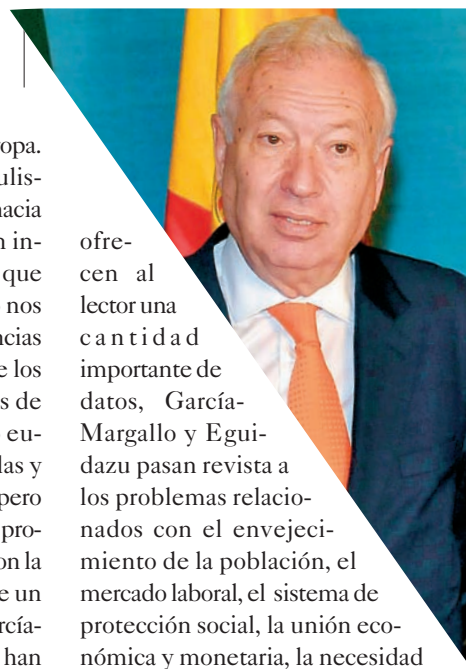 opa.
ulis-
nacia
n in-
que
nos
ncias
e los
s de
eu-
las y
pero
pro-
on la
e un
rcía-
han
ofre-
cen al
lector una
cantidad
importante de
datos, García-
Margallo y Egui-
dazu pasan revista a
los problemas relacio-
nados con el envejeci-
miento de la población, el
mercado laboral, el sistema de
protección social, la unión eco-
nómica y monetaria, la necesidad